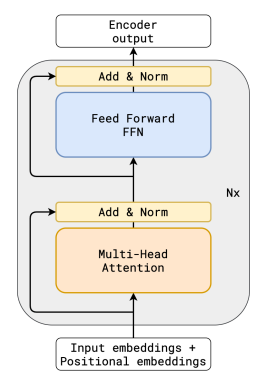 Encoder
output
Add & Norm
Feed Forward
FFN
Nx
Add & Norm
Multi-Head
Attention
Input embeddings +
Positional embeddings